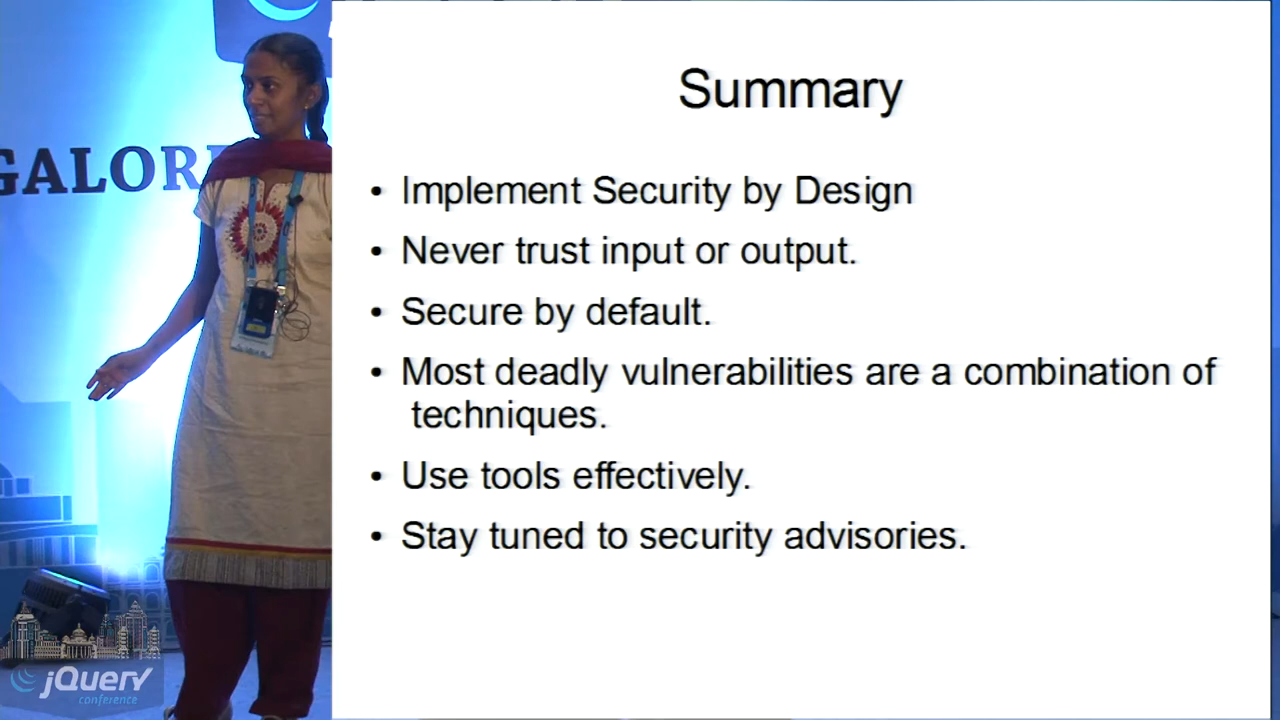 GALOR
Summary
• Implement Security by Design
• Never trust input or output.
• Secure by default.
• Most deadly vulnerabilities are a combination of
techniques.
• Use tools effectively.
• Stay tuned to security advisories.
jQuery
conference